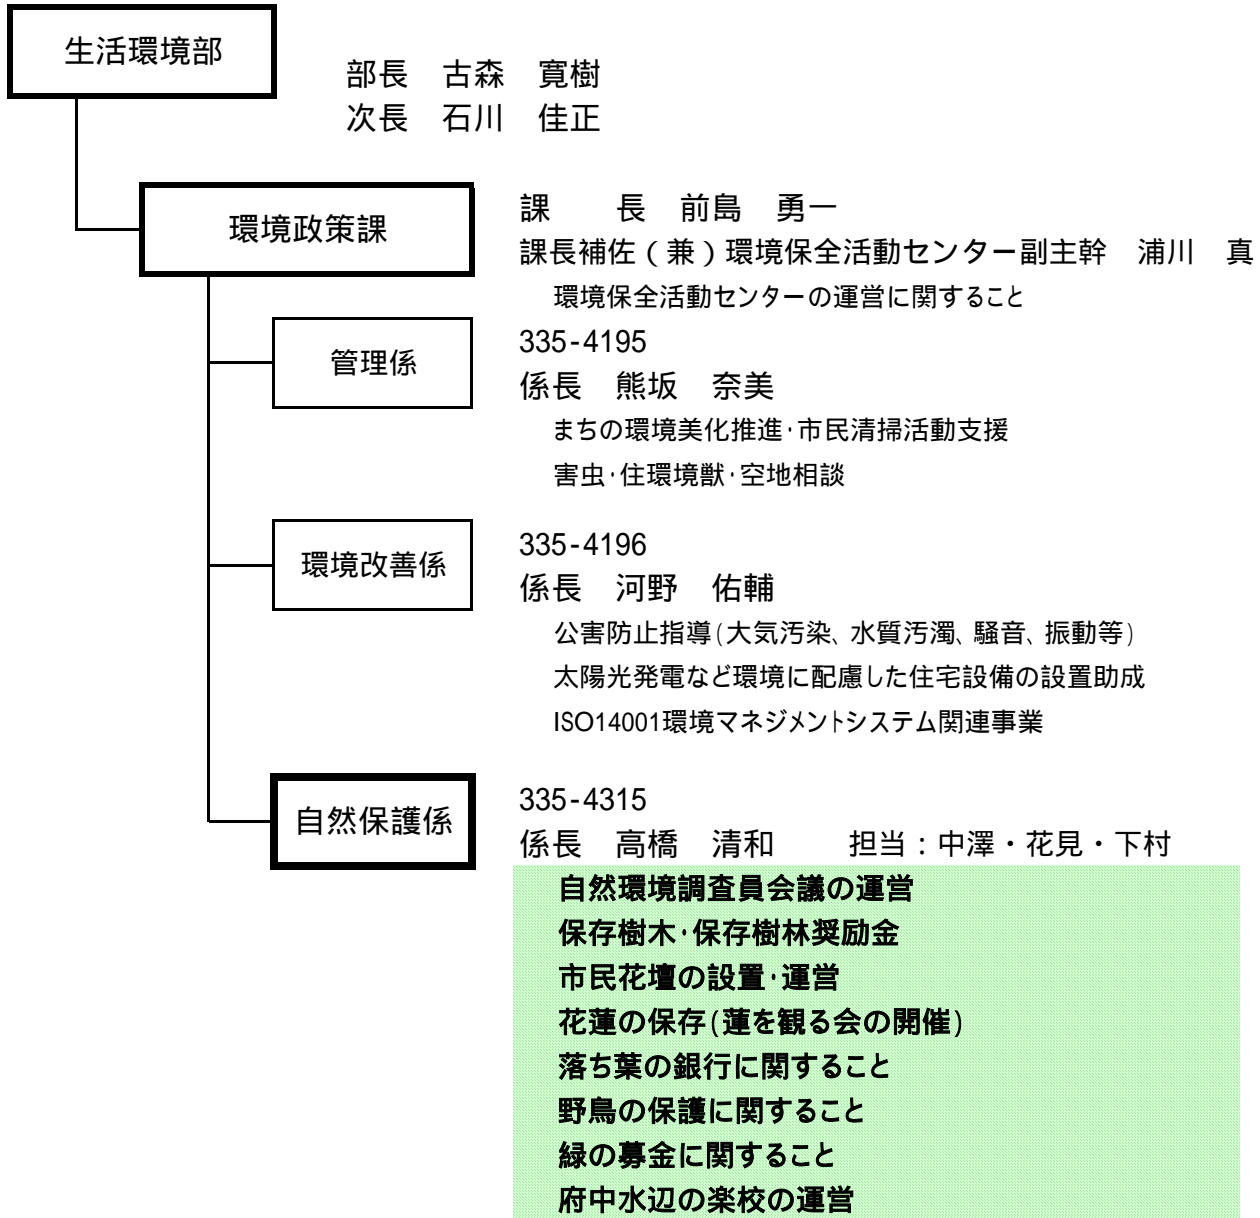 生活環境部
部長　古森　寛樹
次長　石川　佳正
環境政策課
課　　長　前島　勇一
課長補佐（兼）環境保全活動センター副主幹　浦川　真
環境保全活動センターの運営に関すること
管理係
335-4195
係長　熊坂　奈美
まちの環境美化推進･市民清掃活動支援
害虫･住環境獣･空地相談
環境改善係
335-4196
係長　河野　佑輔
公害防止指導(大気汚染、水質汚濁、騒音、振動等)
太陽光発電など環境に配慮した住宅設備の設置助成
ISO14001環境マネジメントシステム関連事業
自然保護係
335-4315
係長　高橋　清和　　担当：中澤・花見・下村
自然環境調査員会議の運営
保存樹木･保存樹林奨励金
市民花壇の設置･運営
花蓮の保存(蓮を観る会の開催)
落ち葉の銀行に関すること
野鳥の保護に関すること
緑の募金に関すること
府中水辺の楽校の運営